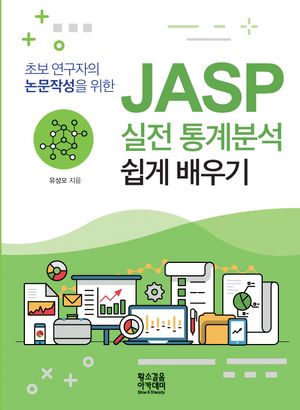 초보 연구자의
논문작성을 위한
JASP
실전 통계분석
쉽게 배우기
유성모 지음
황소걸음
아카데미
Slow & Steady